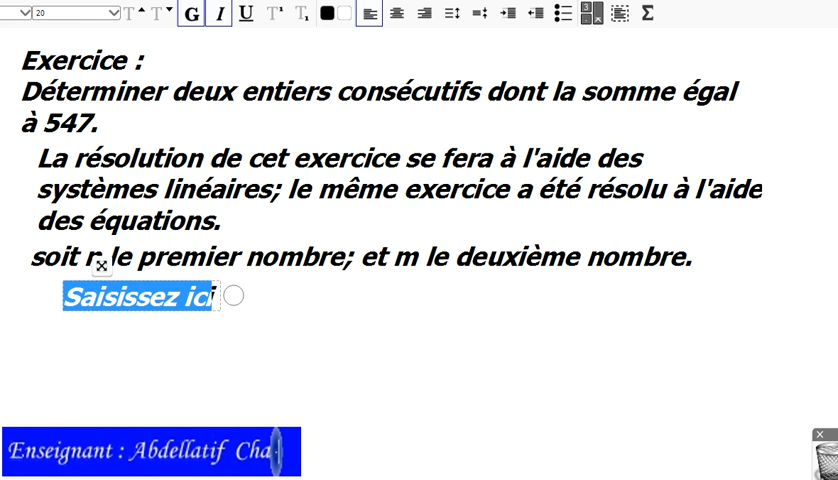 20
G I U
Exercice :
Déterminer deux entiers consécutifs dont la somme égal
à 547.
La résolution de cet exercice se fera à l'aide des
systèmes linéaires; le même exercice a été résolu à l'aide
des équations.
soit n le premier nombre; et m le deuxième nombre.
Saisissez ici
Enseignant : Abdellatif Cha